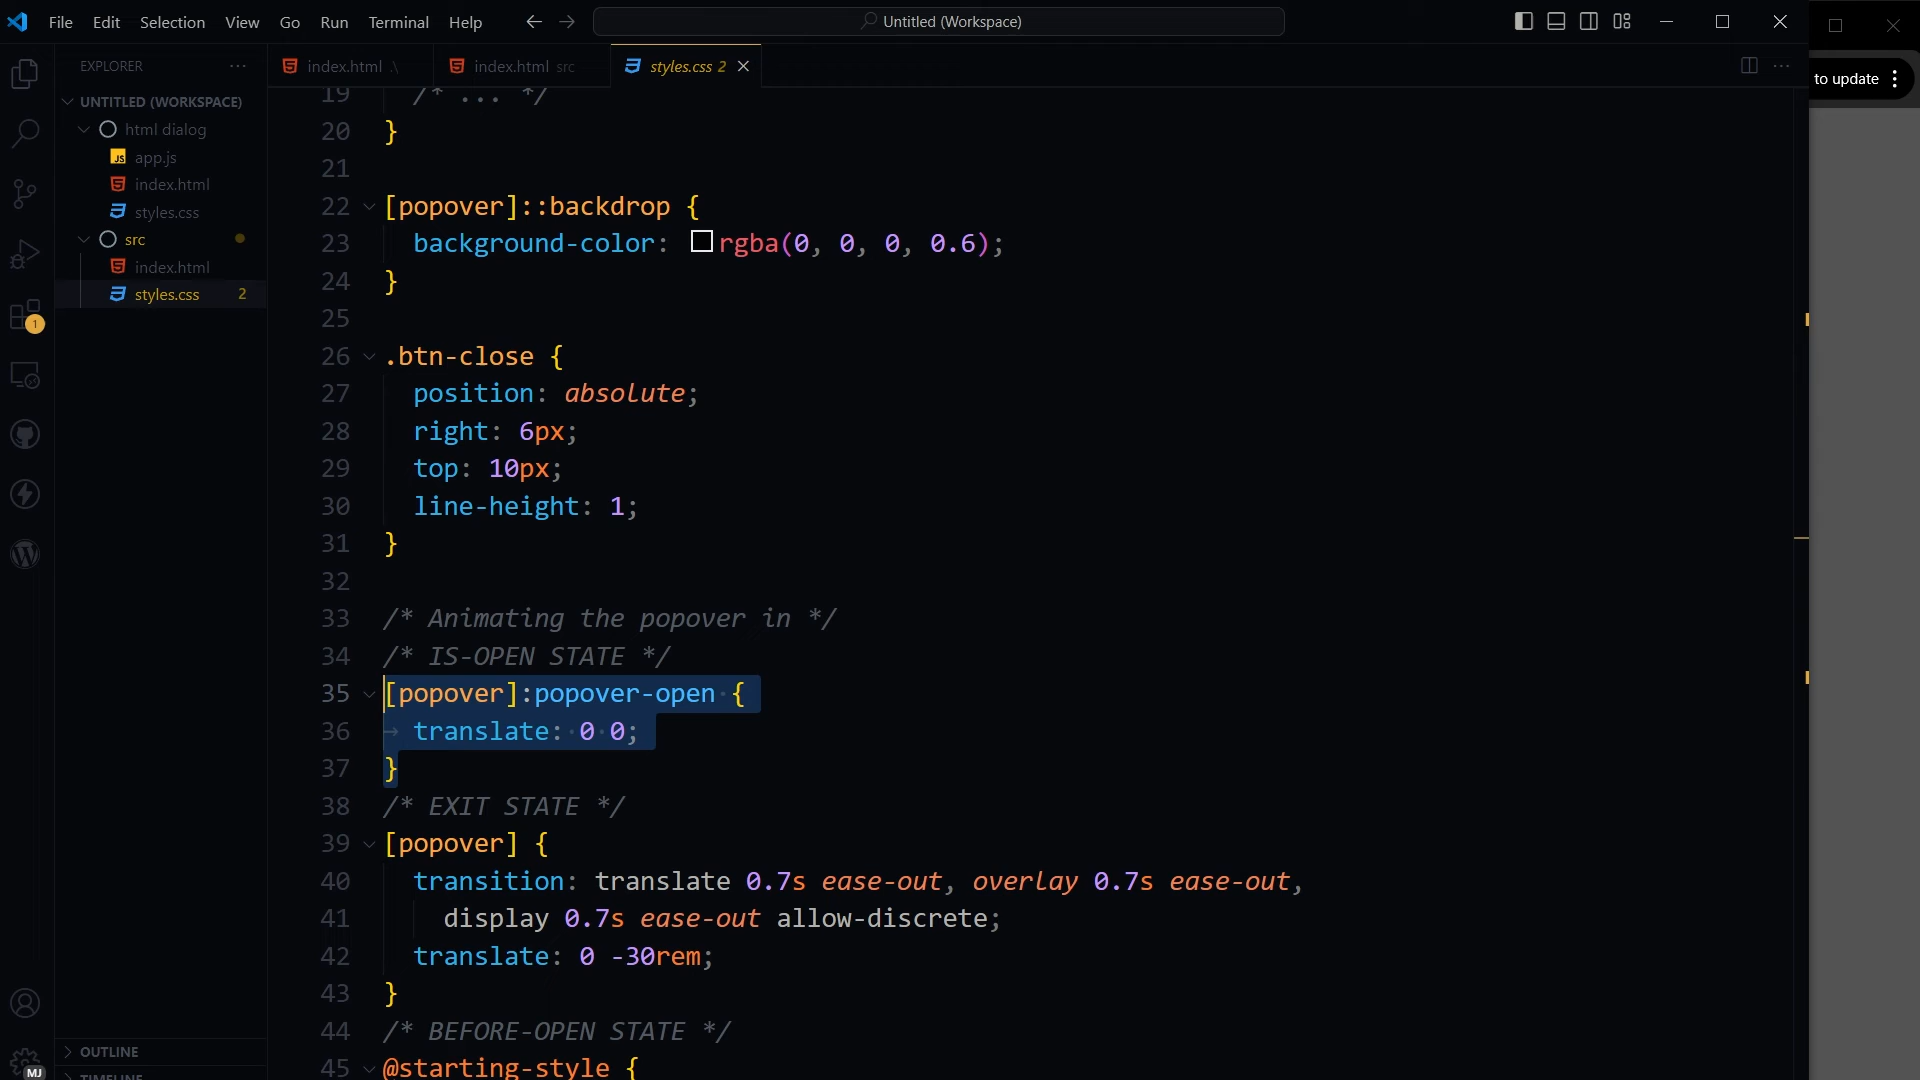 File Edit Selection View Go Run Terminal Help
Untitled (Workspace)
to update
EXPLORER
UNTITLED (WORKSPACE)
html dialog
JS app.js
index.html
styles.css
src
index.html
styles.css 2
1
OUTLINE
TIMELINE
MJ
index.html .\
index.html src
styles.css 2
19 /* ... */
20 }
21
22 [popover]::backdrop {
23 background-color: rgba(0, 0, 0, 0.6);
24 }
25
26 .btn-close {
27 position: absolute;
28 right: 6px;
29 top: 10px;
30 line-height: 1;
31 }
32
33 /* Animating the popover in */
34 /* IS-OPEN STATE */
35 [popover]:popover-open {
36 translate: 0 0;
37 }
38 /* EXIT STATE */
39 [popover] {
40 transition: translate 0.7s ease-out, overlay 0.7s ease-out,
41 display 0.7s ease-out allow-discrete;
42 translate: 0 -30rem;
43 }
44 /* BEFORE-OPEN STATE */
45 @starting-style {